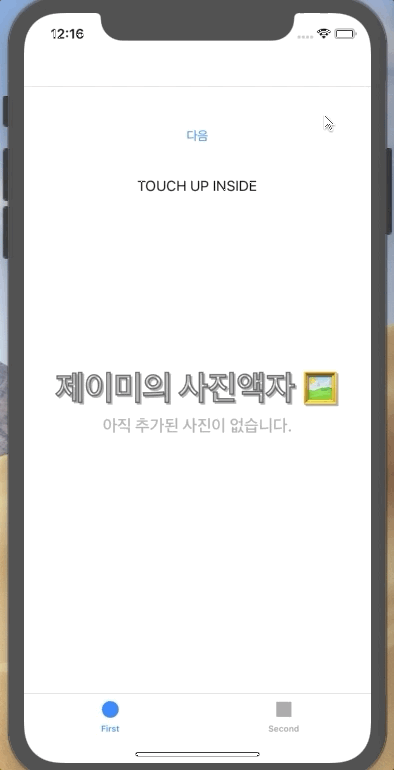 12:16
다음
TOUCH UP INSIDE
제이미의 사진액자 🖼️
아직 추가된 사진이 없습니다.
First
Second